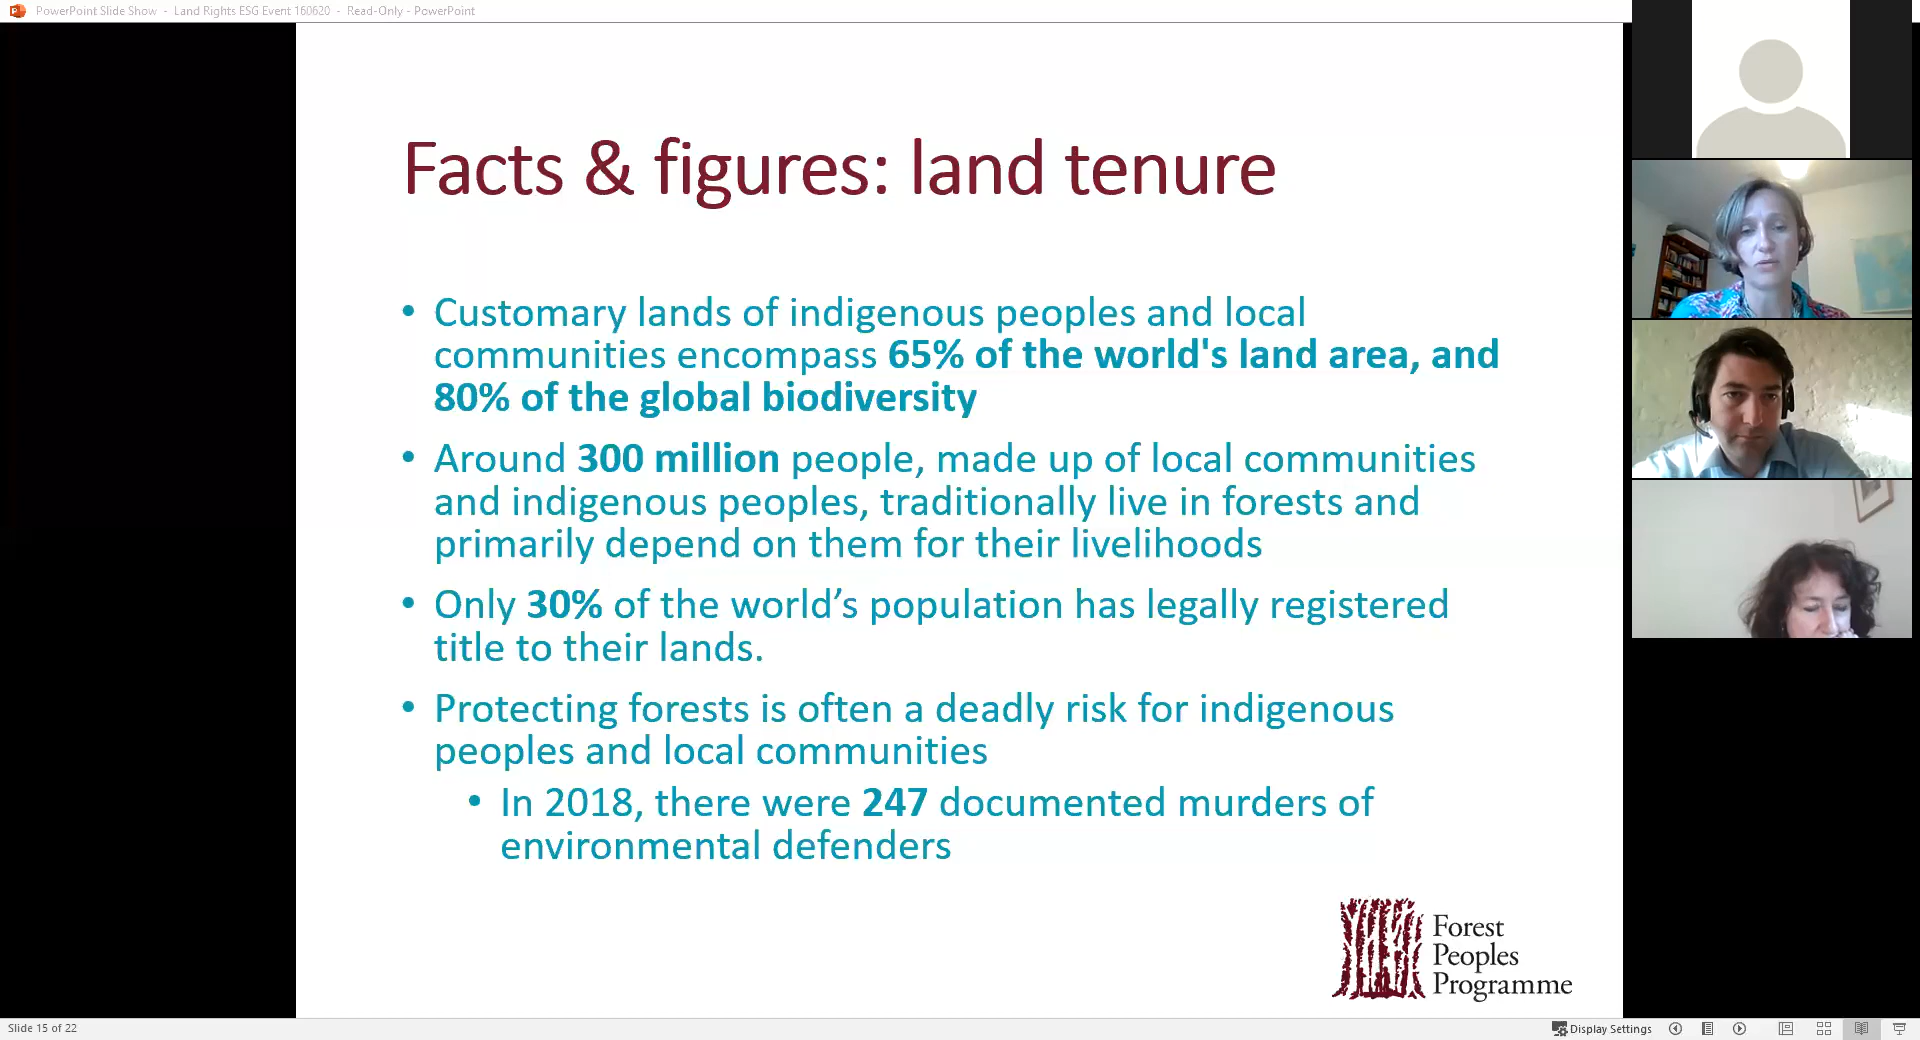 PowerPoint Slide Show - Land Rights ESG Event 160620 - Read-Only - PowerPoint
Facts & figures: land tenure
• Customary lands of indigenous peoples and local
communities encompass 65% of the world's land area, and
80% of the global biodiversity
• Around 300 million people, made up of local communities
and indigenous peoples, traditionally live in forests and
primarily depend on them for their livelihoods
• Only 30% of the world’s population has legally registered
title to their lands.
• Protecting forests is often a deadly risk for indigenous
peoples and local communities
• In 2018, there were 247 documented murders of
environmental defenders
Forest
Peoples
Programme
Slide 15 of 22
Display Settings